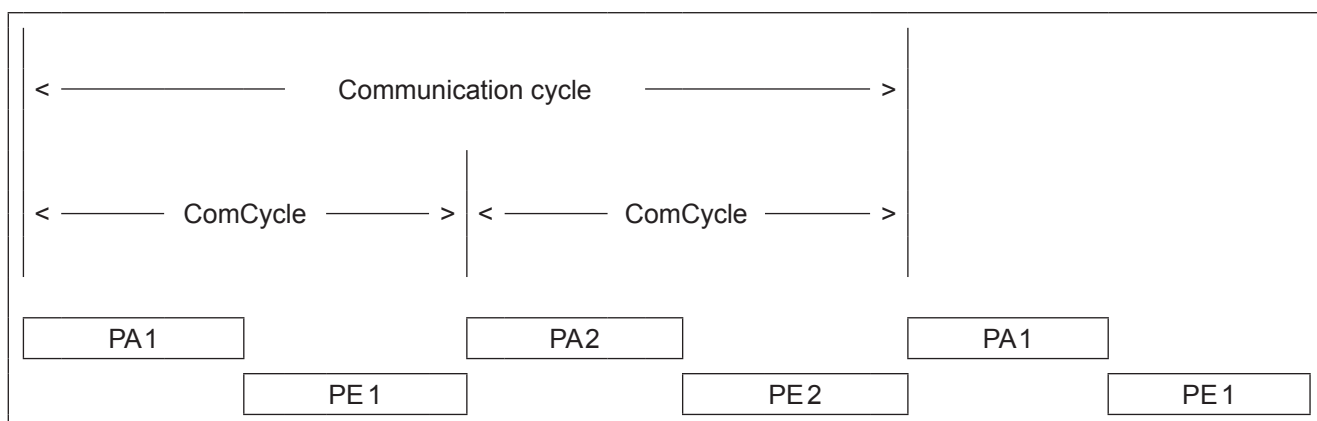 < Communication cycle >
< ComCycle > < ComCycle >
PA1 PA2 PA1
PE1 PE2 PE1